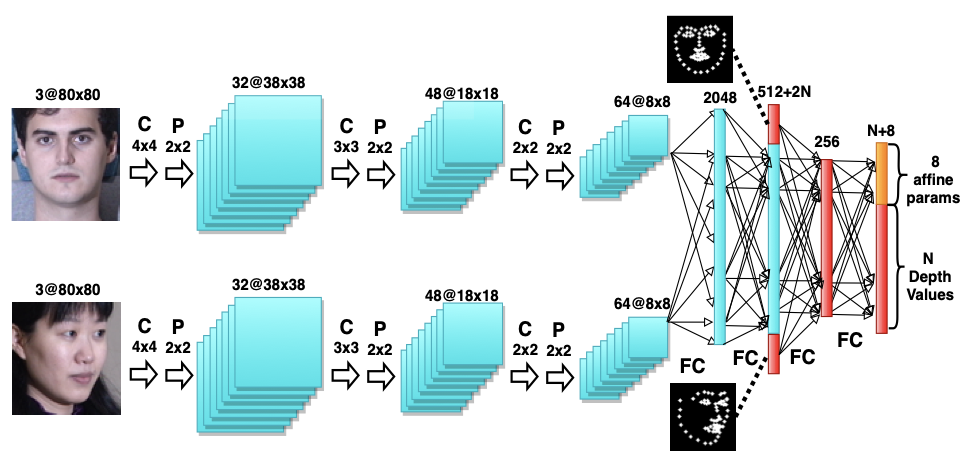 3@80x80
C
4x4
P
2x2
32@38x38
C
3x3
P
2x2
48@18x18
C
2x2
P
2x2
64@8x8
2048
512+2N
256
N+8
8
affine
params
N
Depth
Values
3@80x80
C
4x4
P
2x2
32@38x38
C
3x3
P
2x2
48@18x18
C
2x2
P
2x2
64@8x8
FC
FC
FC
FC